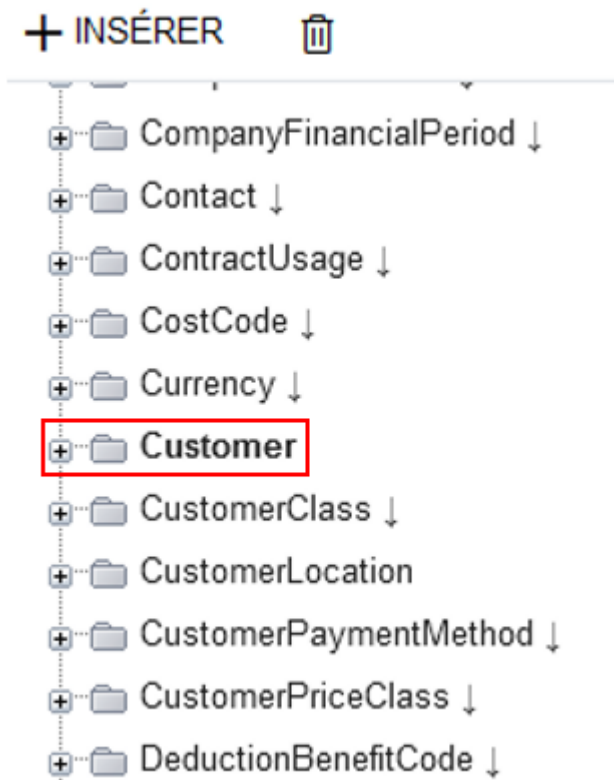 + INSÉRER
CompanyFinancialPeriod ↓
Contact ↓
ContractUsage ↓
CostCode ↓
Currency ↓
Customer
CustomerClass ↓
CustomerLocation
CustomerPaymentMethod ↓
CustomerPriceClass ↓
DeductionBenefitCode ↓